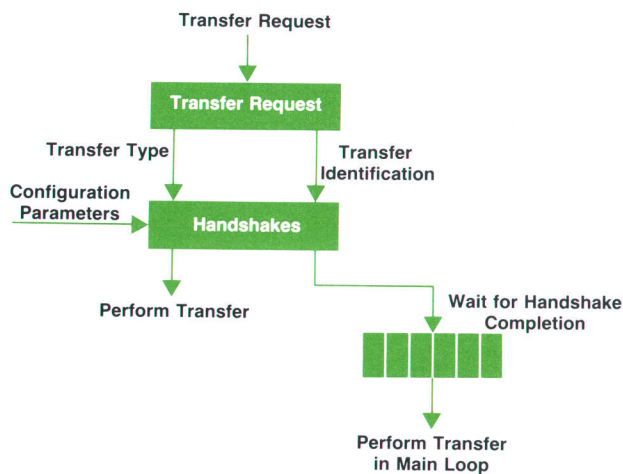 Transfer Request
Transfer Request
Transfer Type
Transfer
Identification
Configuration
Parameters
Handshakes
Perform Transfer
Wait for Handshake
Completion
Perform Transfer
in Main Loop